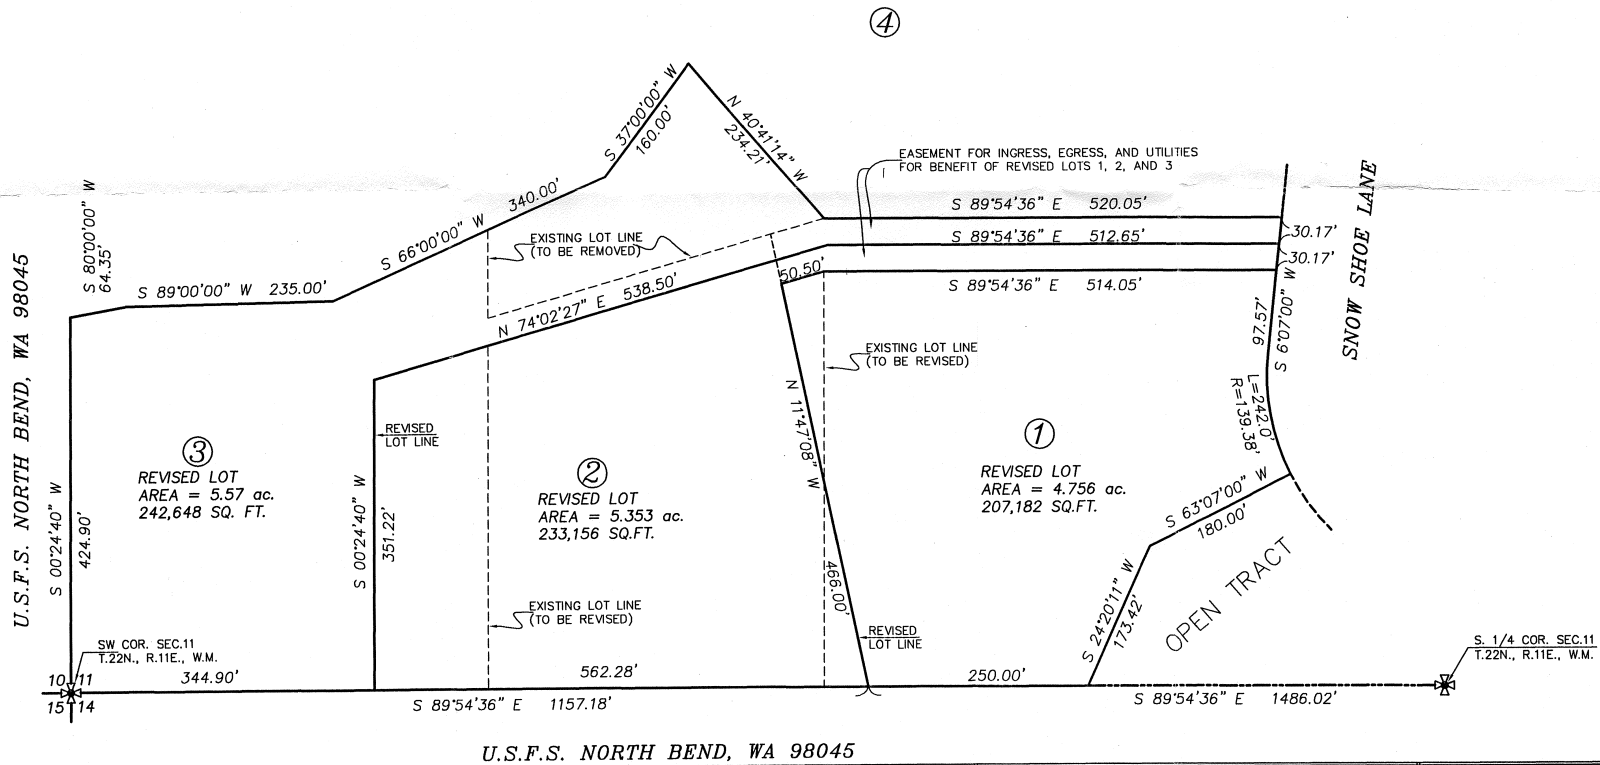 4
S 37°00'00" W
160.00'
N 40°41'14" W
234.21'
EASEMENT FOR INGRESS, EGRESS, AND UTILITIES
FOR BENEFIT OF REVISED LOTS 1, 2, AND 3
S 89°54'36" E 520.05'
S 89°54'36" E 512.65'
S 89°54'36" E 514.05'
30.17'
30.17'
SNOW SHOE LANE
S 6°07'00" W
97.57'
L=242.0'
R=139.38'
S 80°00'00" W
64.35'
S 89°00'00" W 235.00'
S 66°00'00" W 340.00'
EXISTING LOT LINE
(TO BE REMOVED)
N 74°02'27" E 538.50'
50.50'
EXISTING LOT LINE
(TO BE REVISED)
N 11°47'08" W
466.00'
U.S.F.S. NORTH BEND, WA 98045
S 00°24'40" W
424.90'
3
REVISED LOT
AREA = 5.57 ac.
242,648 SQ. FT.
REVISED
LOT LINE
S 00°24'40" W
351.22'
2
REVISED LOT
AREA = 5.353 ac.
233,156 SQ.FT.
1
REVISED LOT
AREA = 4.756 ac.
207,182 SQ.FT.
S 63°07'00" W
180.00'
OPEN TRACT
S 24°20'11" W
173.42'
EXISTING LOT LINE
(TO BE REVISED)
REVISED
LOT LINE
SW COR. SEC.11
T.22N., R.11E., W.M.
10 11
15 14
344.90'
562.28'
250.00'
S 89°54'36" E 1157.18'
S 89°54'36" E 1486.02'
S. 1/4 COR. SEC.11
T.22N., R.11E., W.M.
U.S.F.S. NORTH BEND, WA 98045